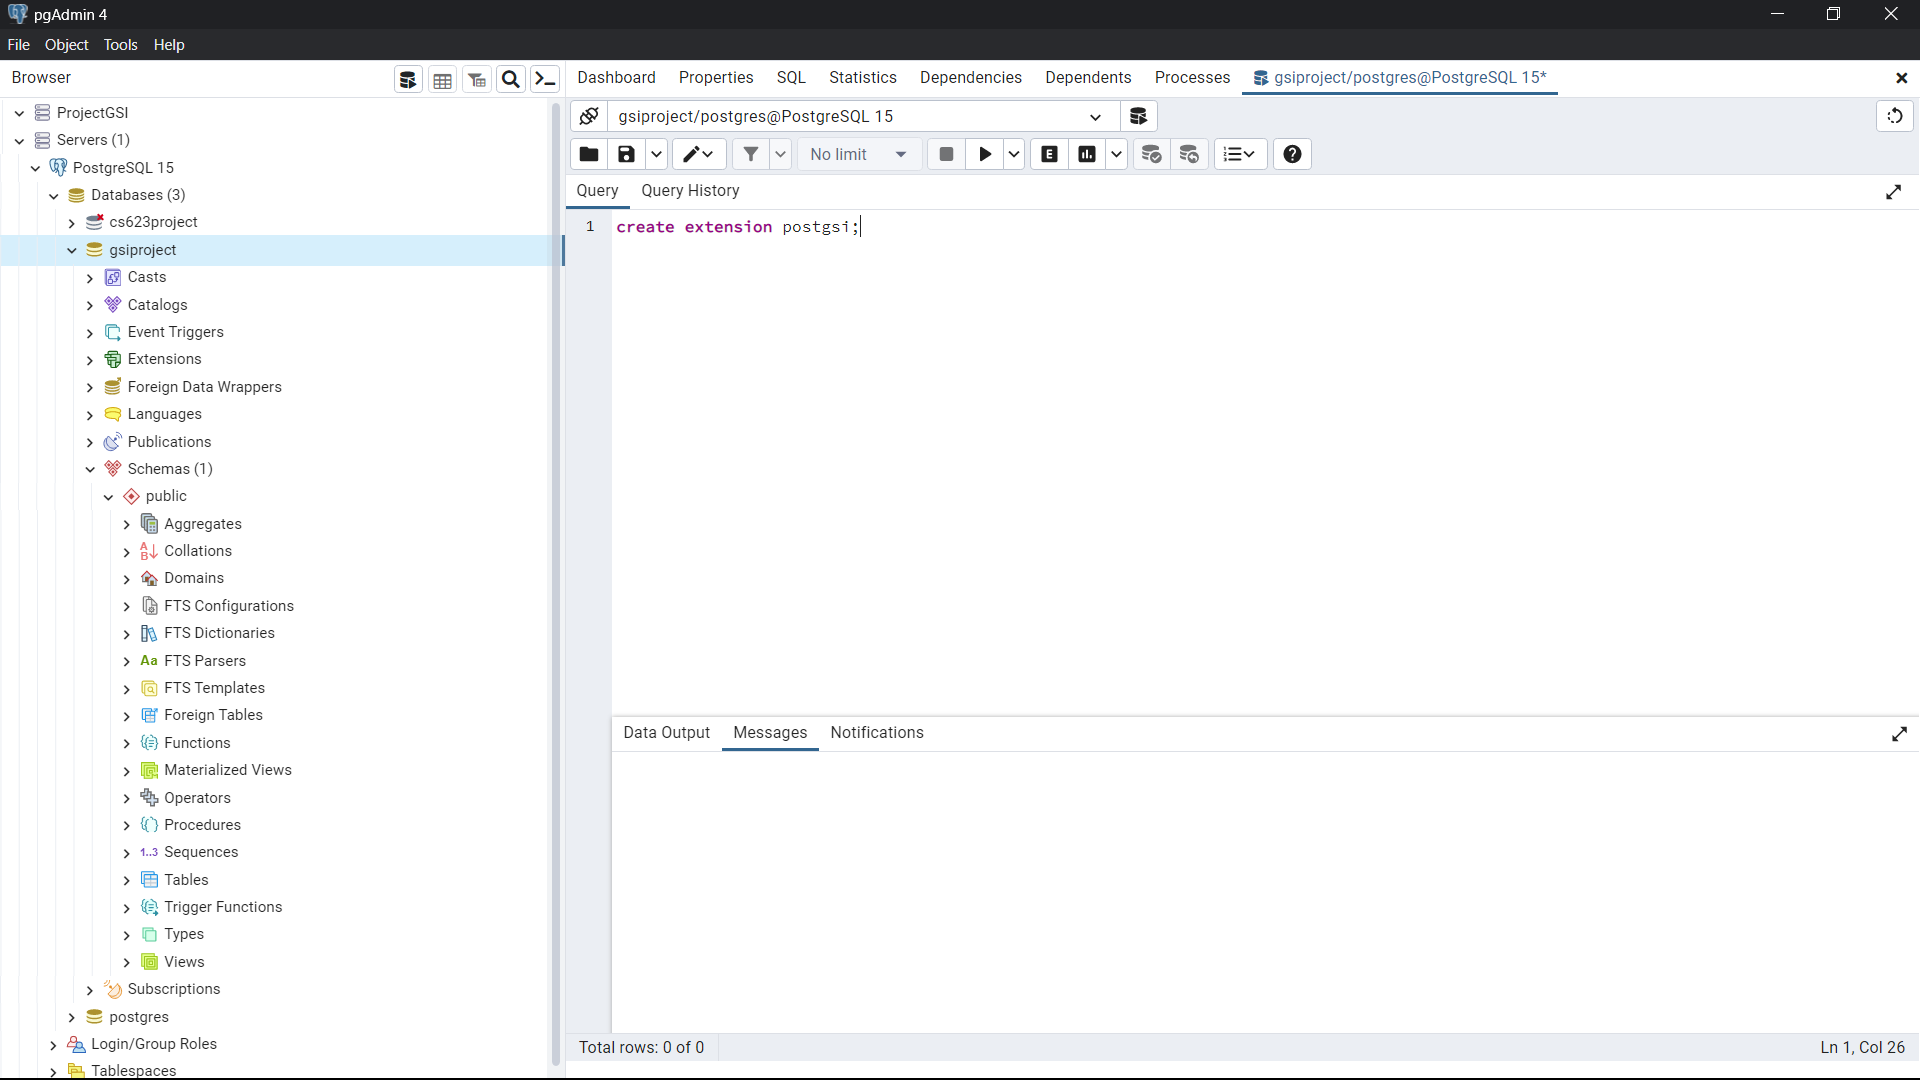 pgAdmin 4
File Object Tools Help
Browser
Dashboard Properties SQL Statistics Dependencies Dependents Processes gsiproject/postgres@PostgreSQL 15*
ProjectGSI
Servers (1)
PostgreSQL 15
Databases (3)
cs623project
gsiproject
Casts
Catalogs
Event Triggers
Extensions
Foreign Data Wrappers
Languages
Publications
Schemas (1)
public
Aggregates
Collations
Domains
FTS Configurations
FTS Dictionaries
Aa FTS Parsers
FTS Templates
Foreign Tables
Functions
Materialized Views
Operators
Procedures
1..3 Sequences
Tables
Trigger Functions
Types
Views
Subscriptions
postgres
Login/Group Roles
Tablespaces
gsiproject/postgres@PostgreSQL 15
No limit
E
Query Query History
1 create extension postgsi;
Data Output Messages Notifications
Total rows: 0 of 0
Ln 1, Col 26